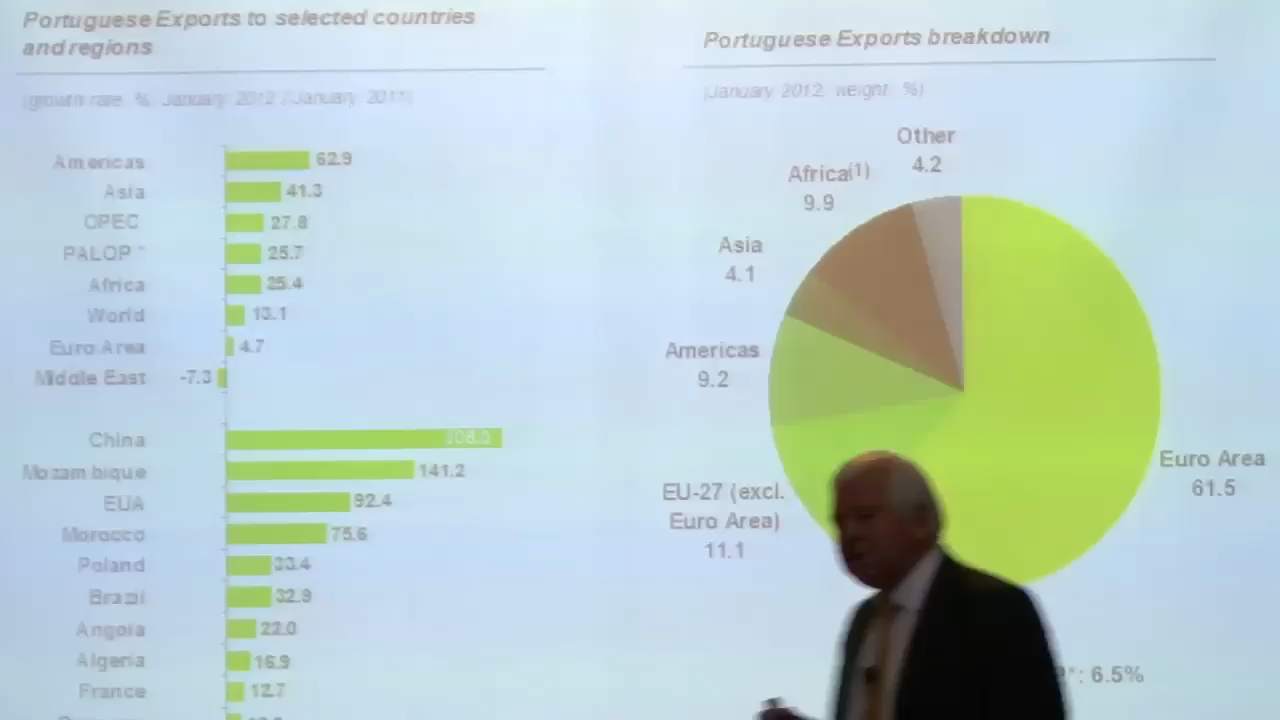 Portuguese Exports to selected countries
and regions
(growth rate, %, January 2012 / January 2011)
Americas 62.9
Asia 41.3
OPEC 27.8
PALOP * 25.7
Africa 25.4
World 13.1
Euro Area 4.7
Middle East -7.3
China
Mozambique 141.2
EUA 92.4
Morocco 75.6
Poland 33.4
Brazil 32.9
Angola 22.0
Algeria 16.9
France 12.7
Portuguese Exports breakdown
(January 2012, weight, %)
Other
4.2
Africa(1)
9.9
Asia
4.1
Americas
9.2
EU-27 (excl.
Euro Area)
11.1
Euro Area
61.5
: 6.5%